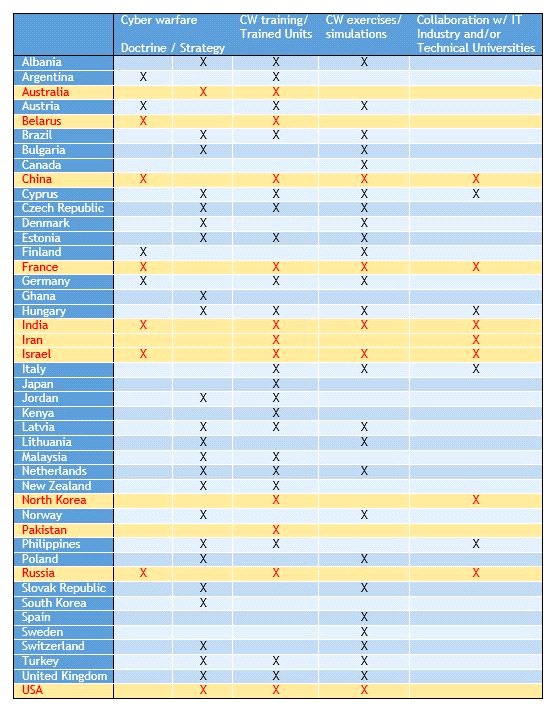 Cyber warfare CW training/ CW exercises/ Collaboration w/ IT
Trained Units simulations Industry and/or
Doctrine / Strategy Technical Universities
Albania X X X
Argentina X X
Australia X X
Austria X X X
Belarus X X
Brazil X X X
Bulgaria X X
Canada X
China X X X X
Cyprus X X X X
Czech Republic X X X
Denmark X X
Estonia X X X
Finland X X
France X X X X
Germany X X X
Ghana X
Hungary X X X X
India X X X X
Iran X X
Israel X X X X
Italy X X X
Japan X
Jordan X X
Kenya X
Latvia X X X
Lithuania X X
Malaysia X X
Netherlands X X X
New Zealand X X
North Korea X X
Norway X X
Pakistan X
Philippines X X X
Poland X X
Russia X X X
Slovak Republic X X
South Korea X
Spain X
Sweden X
Switzerland X X
Turkey X X X
United Kingdom X X X
USA X X X